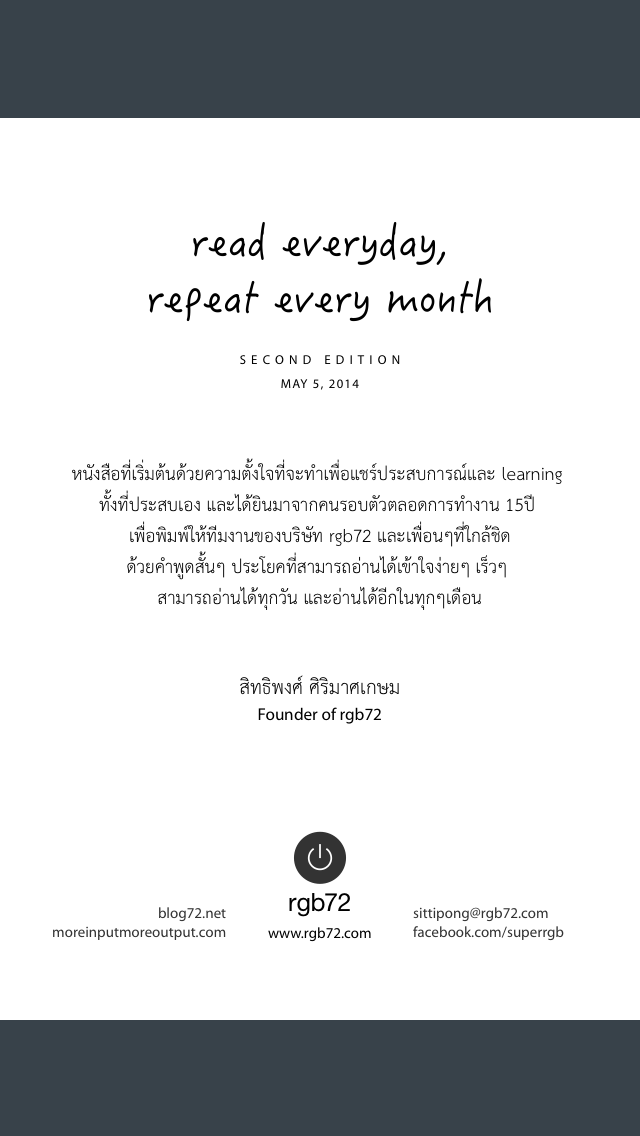 read everyday,
repeat every month
SECOND EDITION
MAY 5, 2014
หนังสือที่เริ่มต้นด้วยความตั้งใจที่จะทำเพื่อแชร์ประสบการณ์และ learning
ทั้งที่ประสบเอง และได้ยินมาจากคนรอบตัวตลอดการทำงาน 15ปี
เพื่อพิมพ์ให้ทีมงานของบริษัท rgb72 และเพื่อนๆที่ใกล้ชิด
ด้วยคำพูดสั้นๆ ประโยคที่สามารถอ่านได้เข้าใจง่ายๆ เร็วๆ
สามารถอ่านได้ทุกวัน และอ่านได้อีกในทุกๆเดือน
สิทธิพงศ์ ศิริมาศเกษม
Founder of rgb72
rgb72
blog72.net
moreinputmoreoutput.com
www.rgb72.com
sittipong@rgb72.com
facebook.com/superrgb